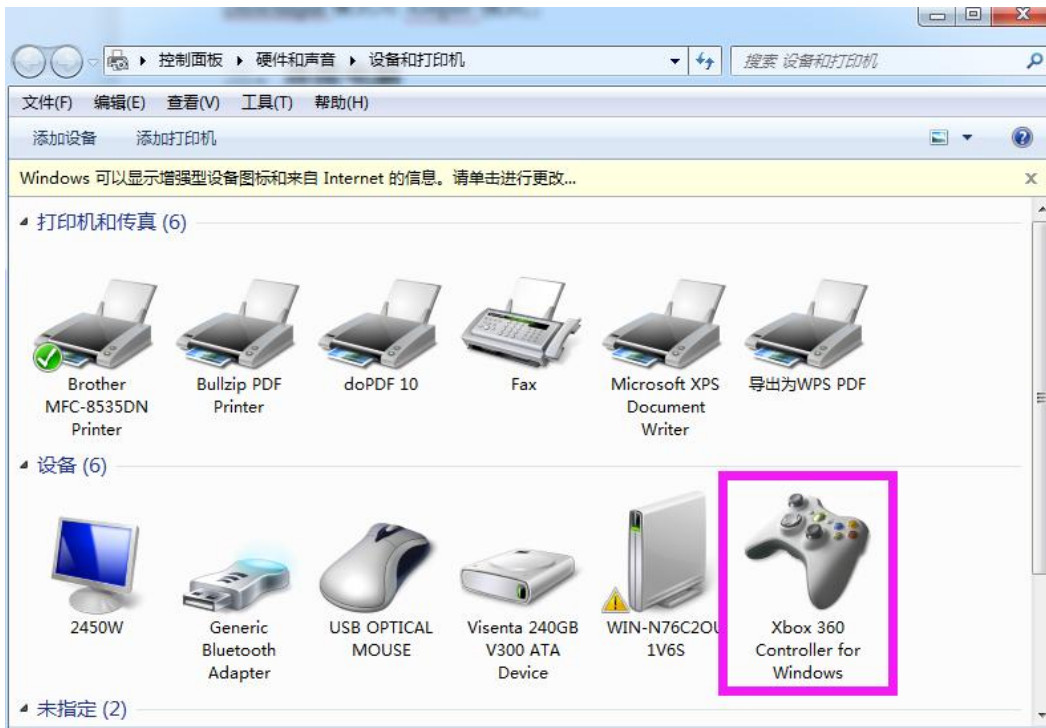 控制面板 硬件和声音 设备和打印机
搜索 设备和打印机
文件(F) 编辑(E) 查看(V) 工具(T) 帮助(H)
添加设备 添加打印机
Windows 可以显示增强型设备图标和来自 Internet 的信息。请单击进行更改...
打印机和传真 (6)
Brother
MFC-8535DN
Printer
Bullzip PDF
Printer
doPDF 10
Fax
Microsoft XPS
Document
Writer
导出为WPS PDF
设备 (6)
2450W
Generic
Bluetooth
Adapter
USB OPTICAL
MOUSE
Visenta 240GB
V300 ATA
Device
WIN-N76C2OU
1V6S
Xbox 360
Controller for
Windows
未指定 (2)